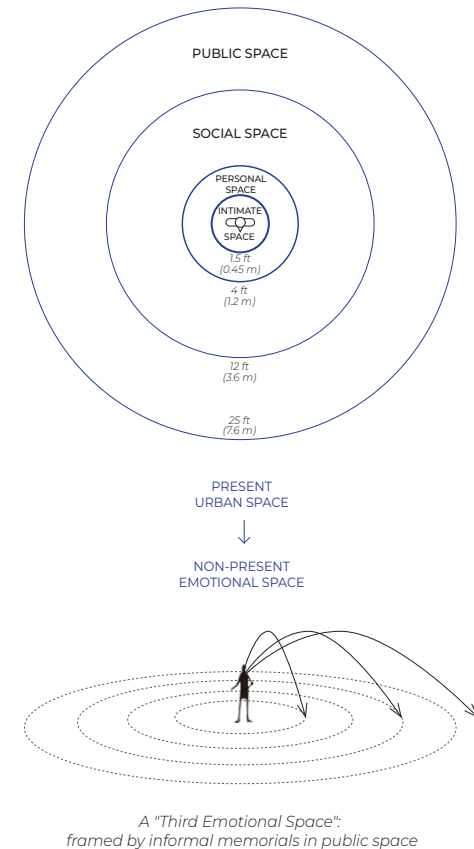 PUBLIC SPACE
SOCIAL SPACE
PERSONAL
SPACE
INTIMATE
SPACE
1.5 ft
(0.45 m)
4 ft
(1.2 m)
12 ft
(3.6 m)
25 ft
(7.6 m)
PRESENT
URBAN SPACE
NON-PRESENT
EMOTIONAL SPACE
A "Third Emotional Space":
framed by informal memorials in public space